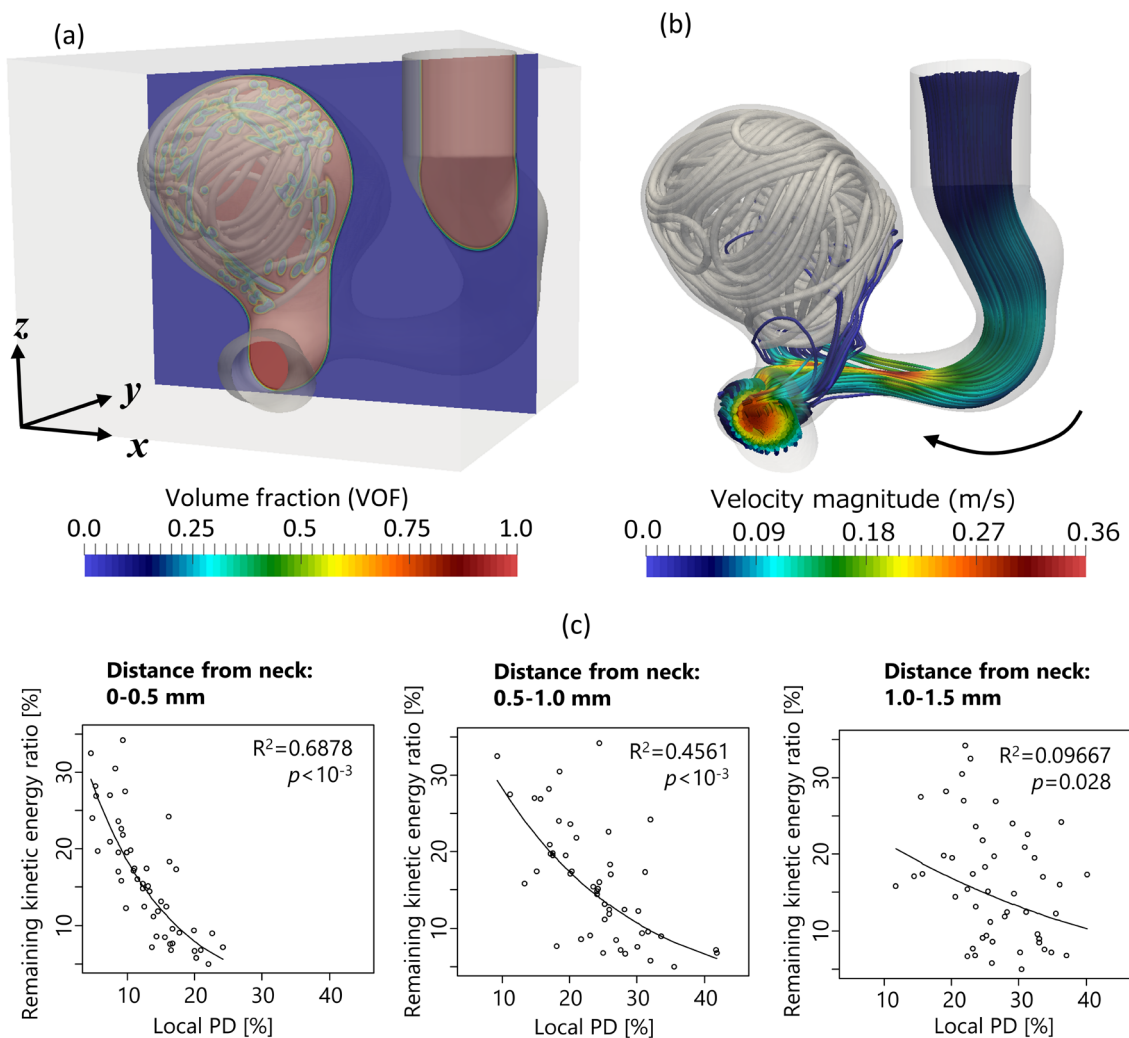 (a)
(b)
z
y
x
Volume fraction (VOF)
0.0 0.25 0.5 0.75 1.0
Velocity magnitude (m/s)
0.0 0.09 0.18 0.27 0.36
(c)
Distance from neck:
0-0.5 mm
Remaining kinetic energy ratio [%]
30
20
10
R²=0.6878
p<10⁻³
10 20 30 40
Local PD [%]
Distance from neck:
0.5-1.0 mm
Remaining kinetic energy ratio [%]
30
20
10
R²=0.4561
p<10⁻³
10 20 30 40
Local PD [%]
Distance from neck:
1.0-1.5 mm
Remaining kinetic energy ratio [%]
30
20
10
R²=0.09667
p=0.028
10 20 30 40
Local PD [%]